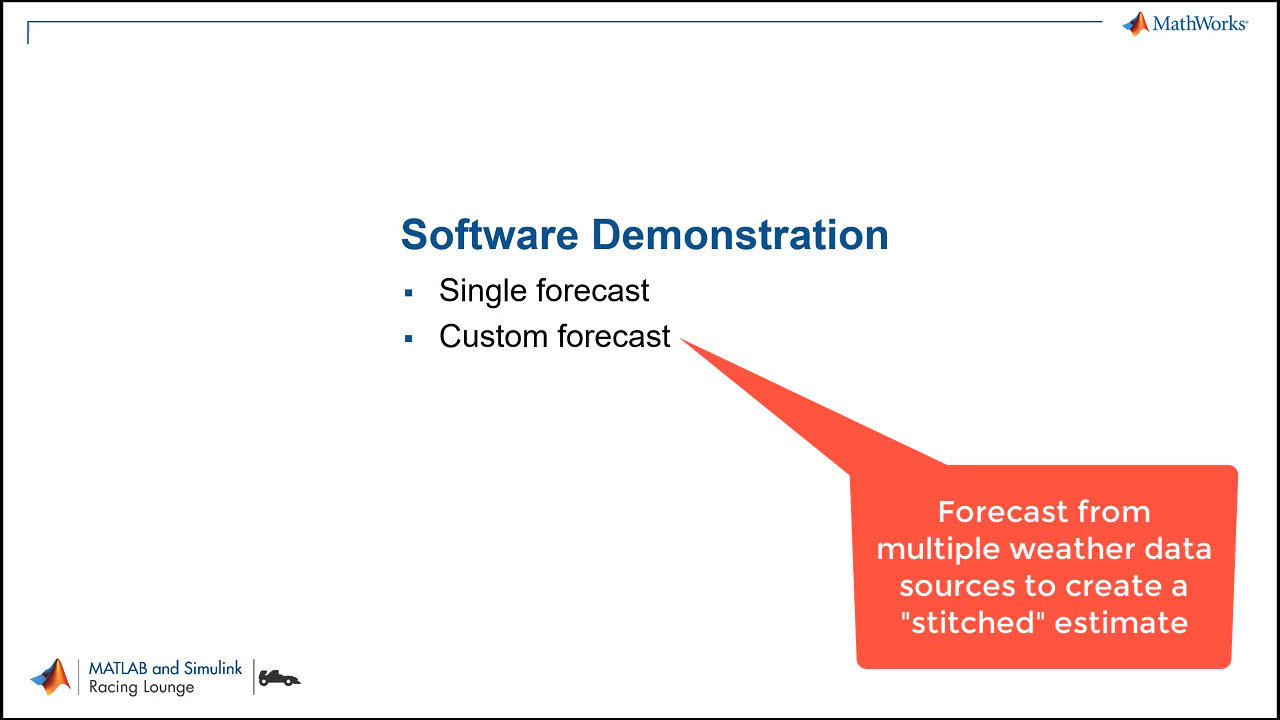 MathWorks®
Software Demonstration
▪ Single forecast
▪ Custom forecast
Forecast from
multiple weather data
sources to create a
"stitched" estimate
MATLAB and Simulink
Racing Lounge